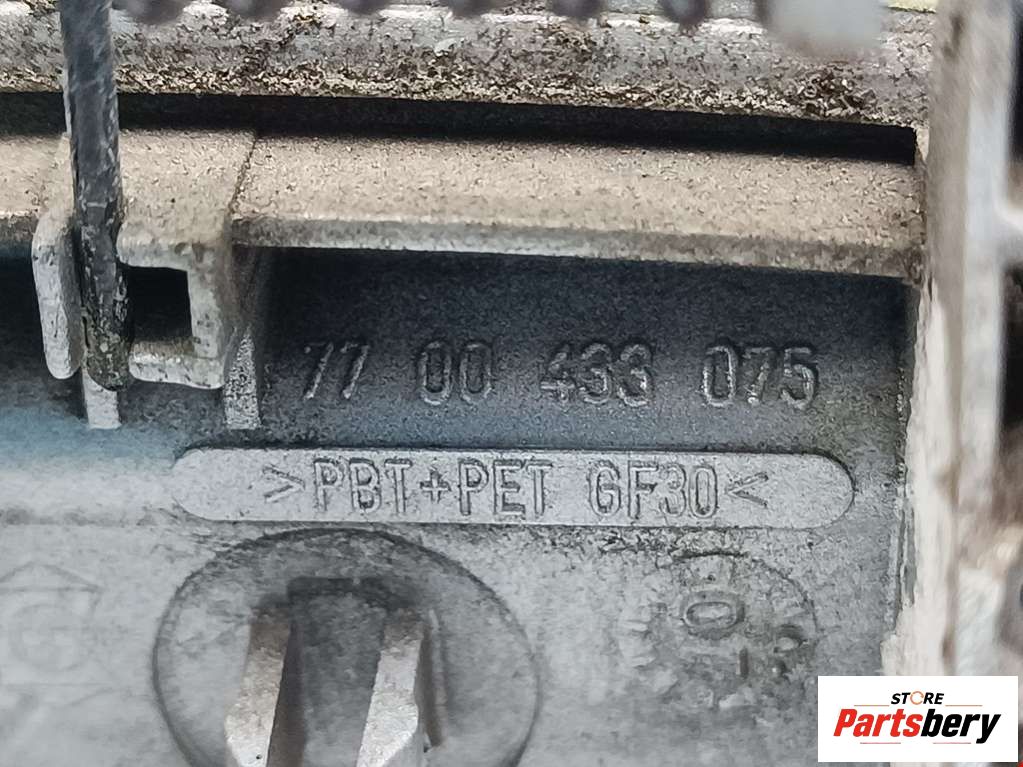 77 00 433 075
>PBT+PET GF30<
STORE
Partsbery